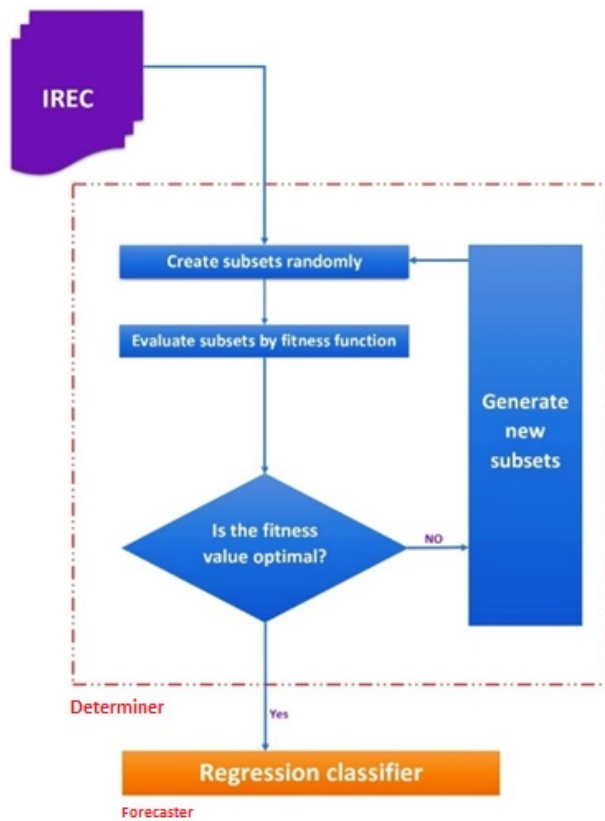 IREC
Create subsets randomly
Evaluate subsets by fitness function
Generate
new
subsets
Is the fitness
value optimal?
NO
Determiner
Yes
Regression classifier
Forecaster